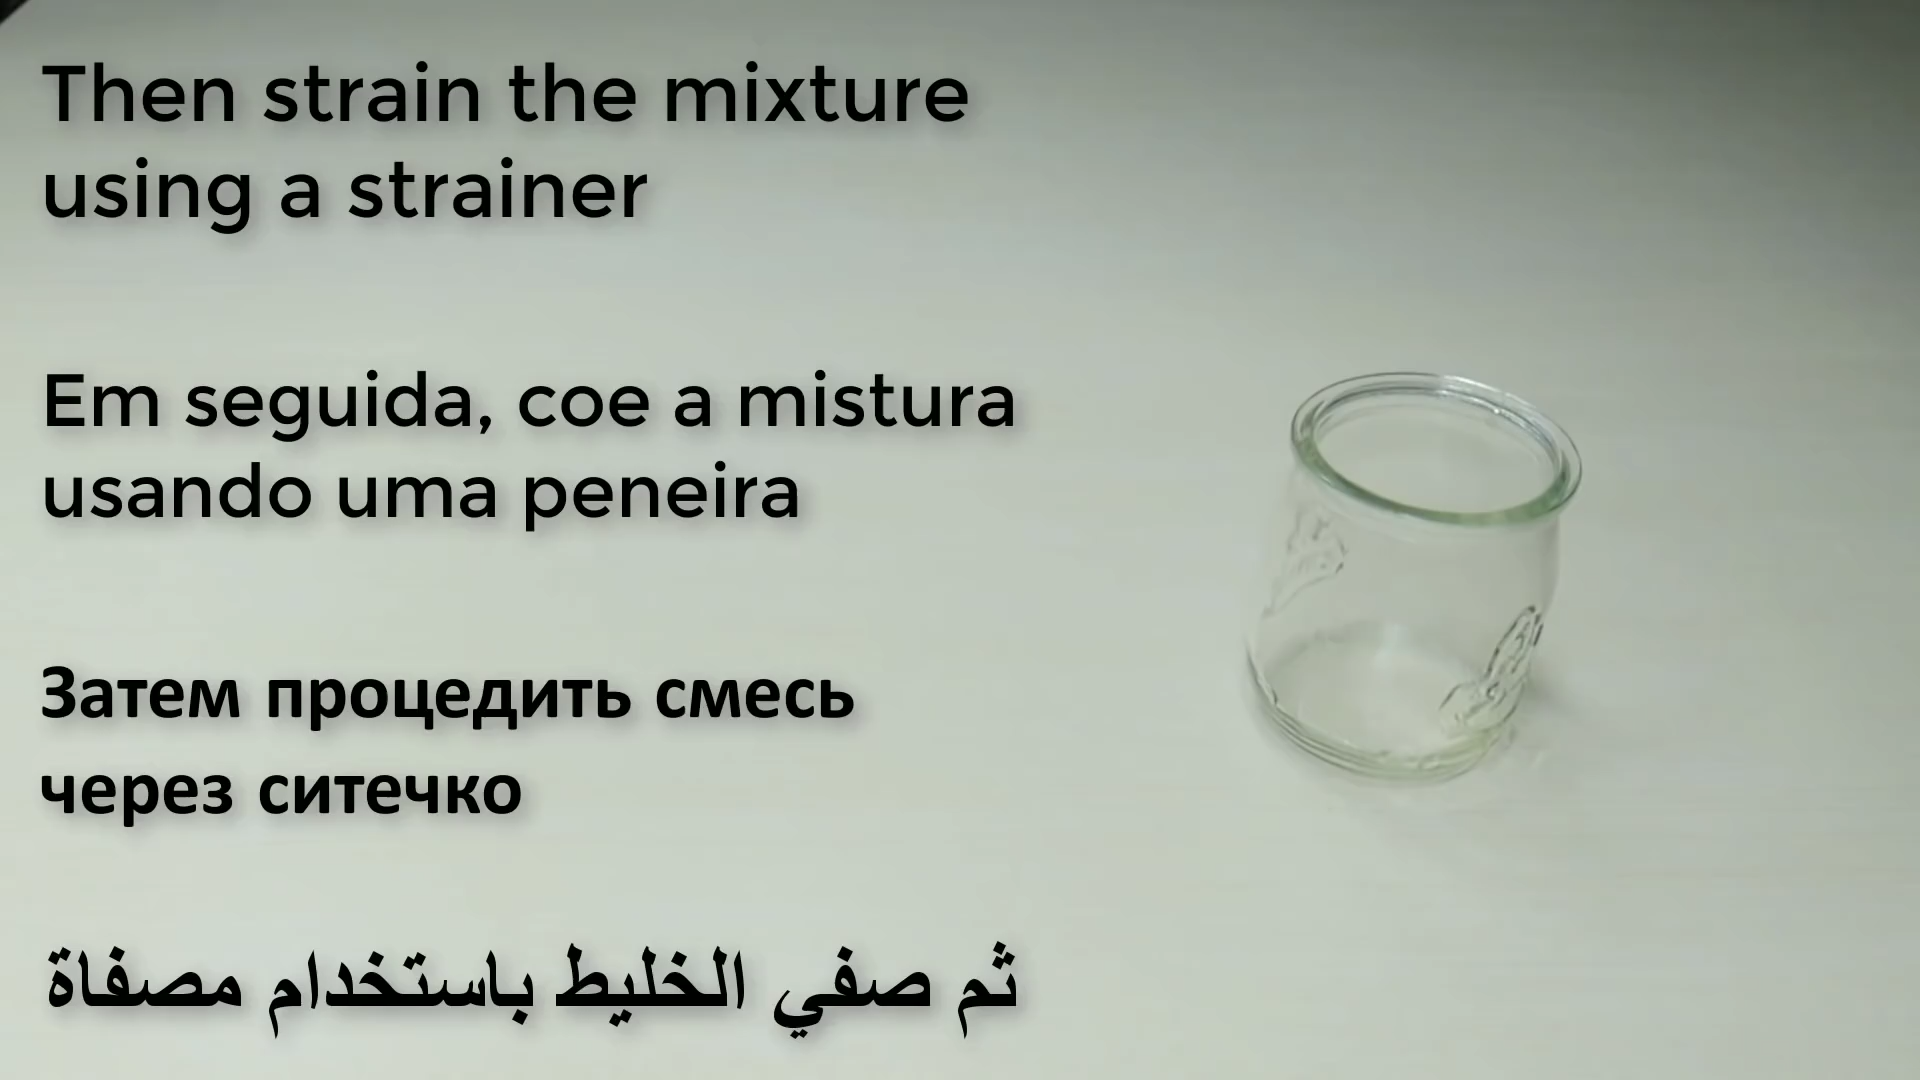 Then strain the mixture
using a strainer
Em seguida, coe a mistura
usando uma peneira
Затем процедить смесь
через ситечко
ثم صفي الخليط باستخدام مصفاة